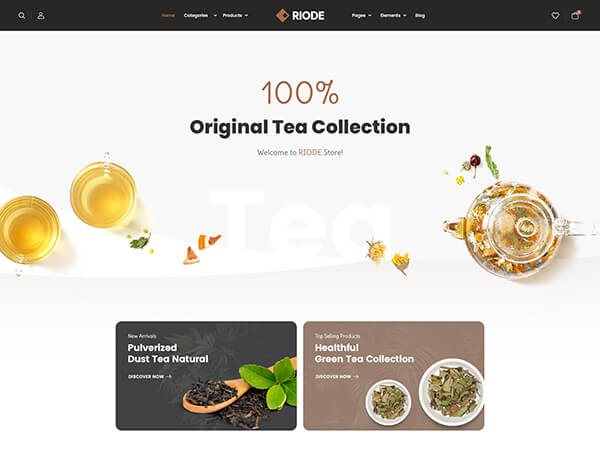 Home Categories Products RIODE Pages Elements Blog
100%
Original Tea Collection
Welcome to RIODE Store!
Tea
New Arrivals
Pulverized
Dust Tea Natural
DISCOVER NOW
Top Selling Products
Healthful
Green Tea Collection
DISCOVER NOW